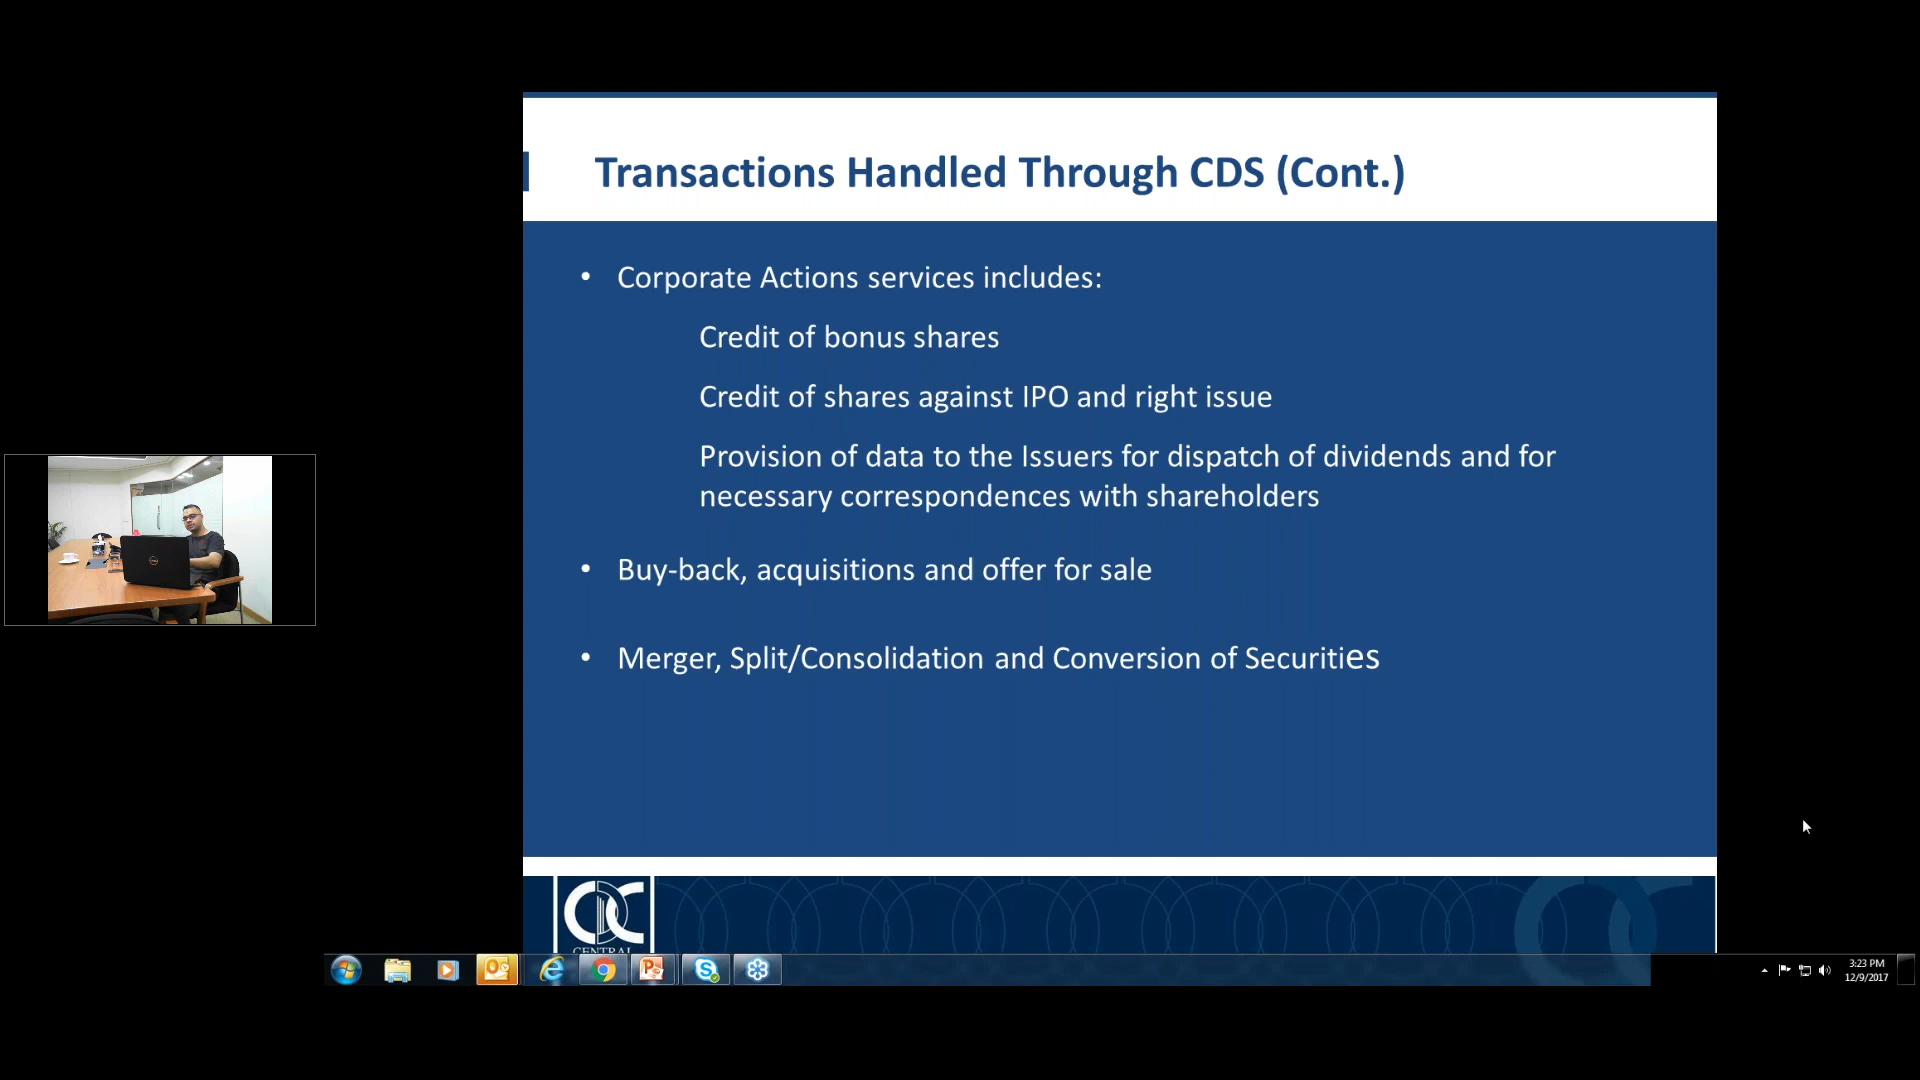 Transactions Handled Through CDS (Cont.)
• Corporate Actions services includes:
Credit of bonus shares
Credit of shares against IPO and right issue
Provision of data to the Issuers for dispatch of dividends and for
necessary correspondences with shareholders
• Buy-back, acquisitions and offer for sale
• Merger, Split/Consolidation and Conversion of Securities
CDC
CENTRAL
3:23 PM
12/9/2017